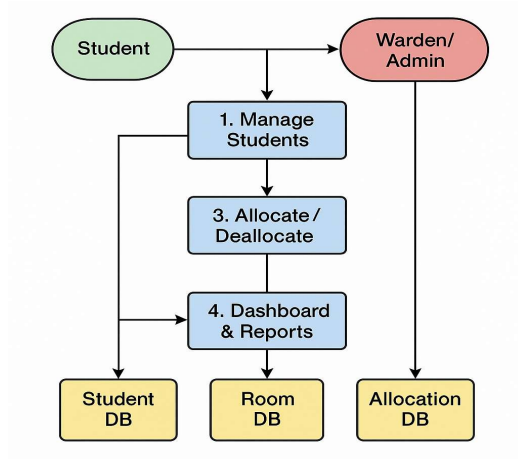 Student
Warden/
Admin
1. Manage
Students
3. Allocate /
Deallocate
4. Dashboard
& Reports
Student
DB
Room
DB
Allocation
DB